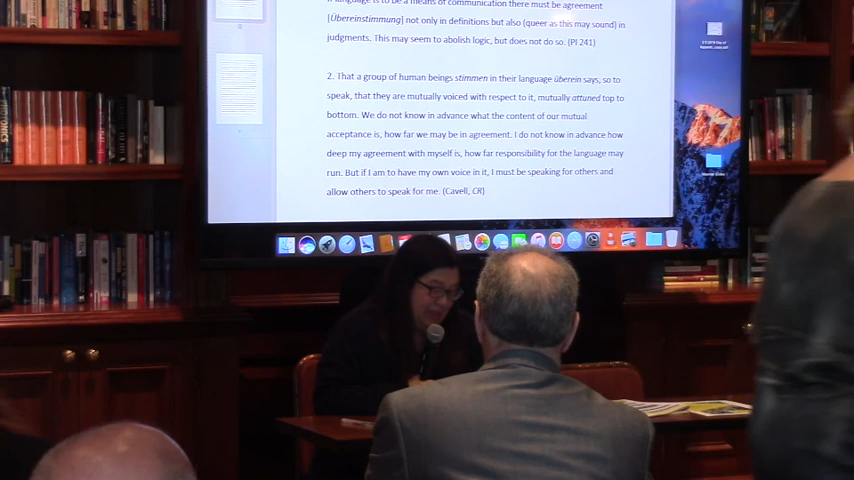 If language is to be a means of communication there must be agreement
[Übereinstimmung] not only in definitions but also (queer as this may sound) in
judgments. This may seem to abolish logic, but does not do so. (PI 241)
2. That a group of human beings stimmen in their language überein says, so to
speak, that they are mutually voiced with respect to it, mutually attuned top to
bottom. We do not know in advance what the content of our mutual
acceptance is, how far we may be in agreement. I do not know in advance how
deep my agreement with myself is, how far responsibility for the language may
run. But if I am to have my own voice in it, I must be speaking for others and
allow others to speak for me. (Cavell, CR)